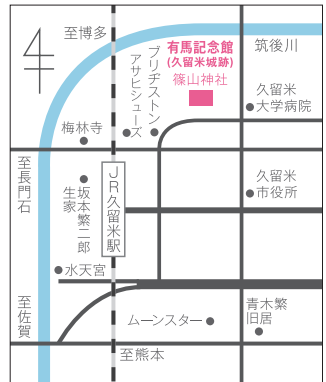 至博多
有馬記念館
(久留米城跡)
篠山神社
筑後川
ブリヂストン
アサヒシューズ
久留米
大学病院
梅林寺
至長門石
JR久留米駅
坂本繁二郎
生家
久留米
市役所
水天宮
至佐賀
ムーンスター
青木繁
旧居
至熊本